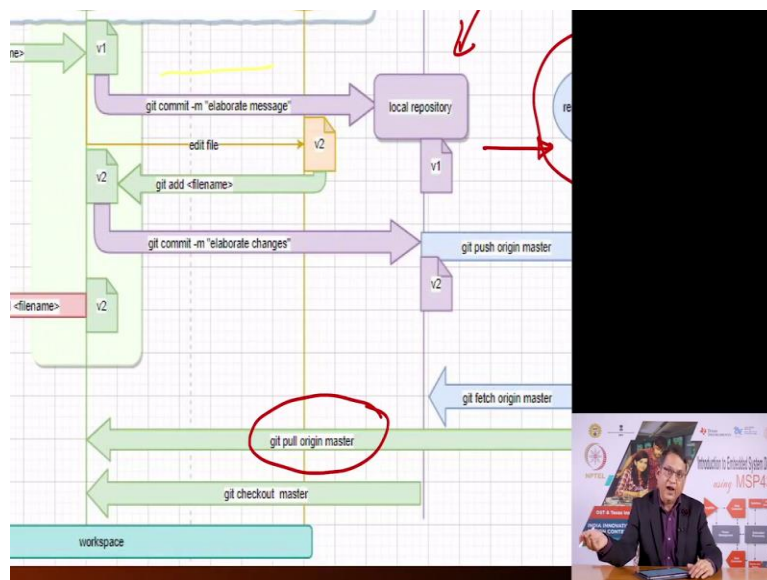 ne>
v1
git commit -m "elaborate message"
local repository
re
edit file
v2
v1
v2
git add <filename>
git commit -m "elaborate changes"
git push origin master
v2
<filename>
v2
git fetch origin master
git pull origin master
git checkout master
workspace
NPTEL
Introduction to Embedded System D
using MSP4